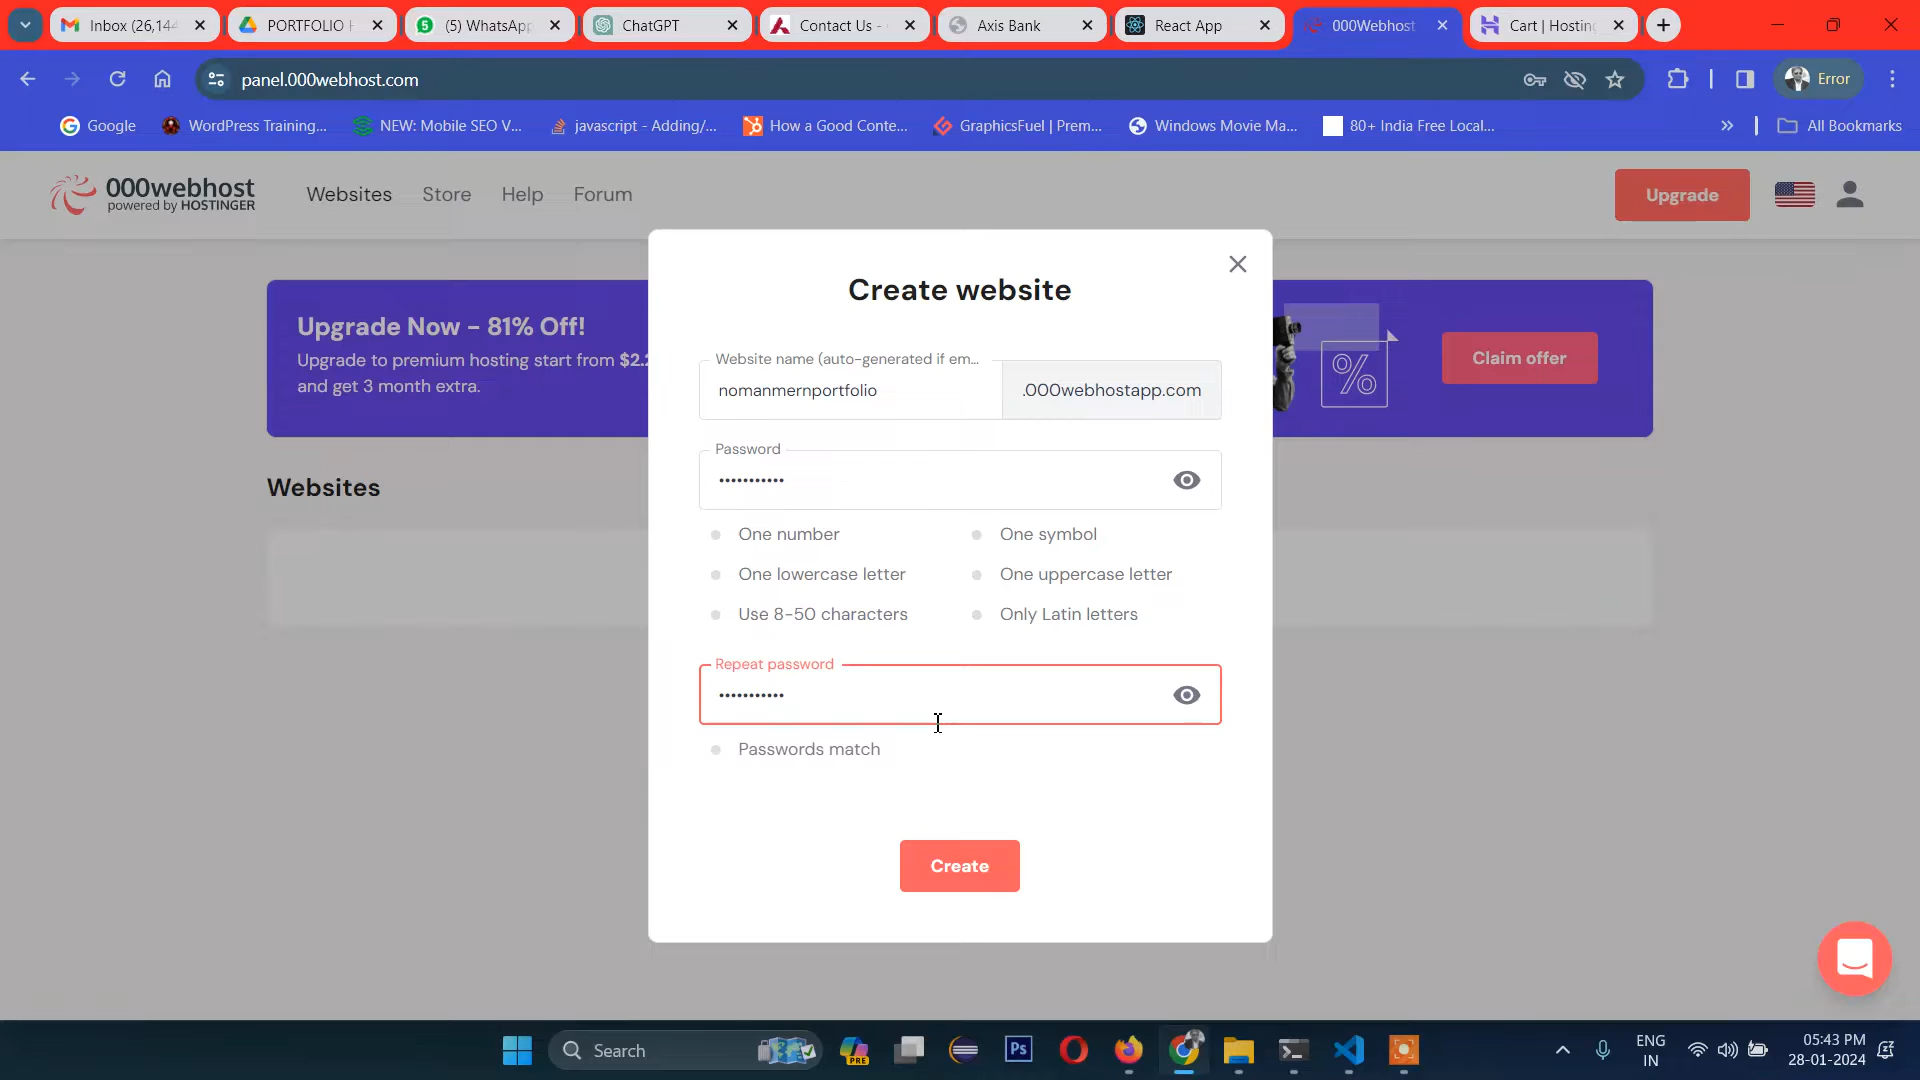 Inbox (26,144
PORTFOLIO
(5) WhatsApp
ChatGPT
Contact Us -
Axis Bank
React App
000Webhost
Cart | Hosting
panel.000webhost.com
Error
Google
WordPress Training...
NEW: Mobile SEO V...
javascript - Adding/...
How a Good Conte...
GraphicsFuel | Prem...
Windows Movie Ma...
80+ India Free Local...
All Bookmarks
000webhost
powered by HOSTINGER
Websites
Store
Help
Forum
Upgrade
Upgrade Now - 81% Off!
Upgrade to premium hosting start from $2.
and get 3 month extra.
%
Claim offer
Websites
Create website
Website name (auto-generated if em...
nomanmernportfolio
.000webhostapp.com
Password
•••••••••••
One number
One symbol
One lowercase letter
One uppercase letter
Use 8-50 characters
Only Latin letters
Repeat password
•••••••••••
Passwords match
Create
Search
PRE
Ps
ENG
IN
05:43 PM
28-01-2024